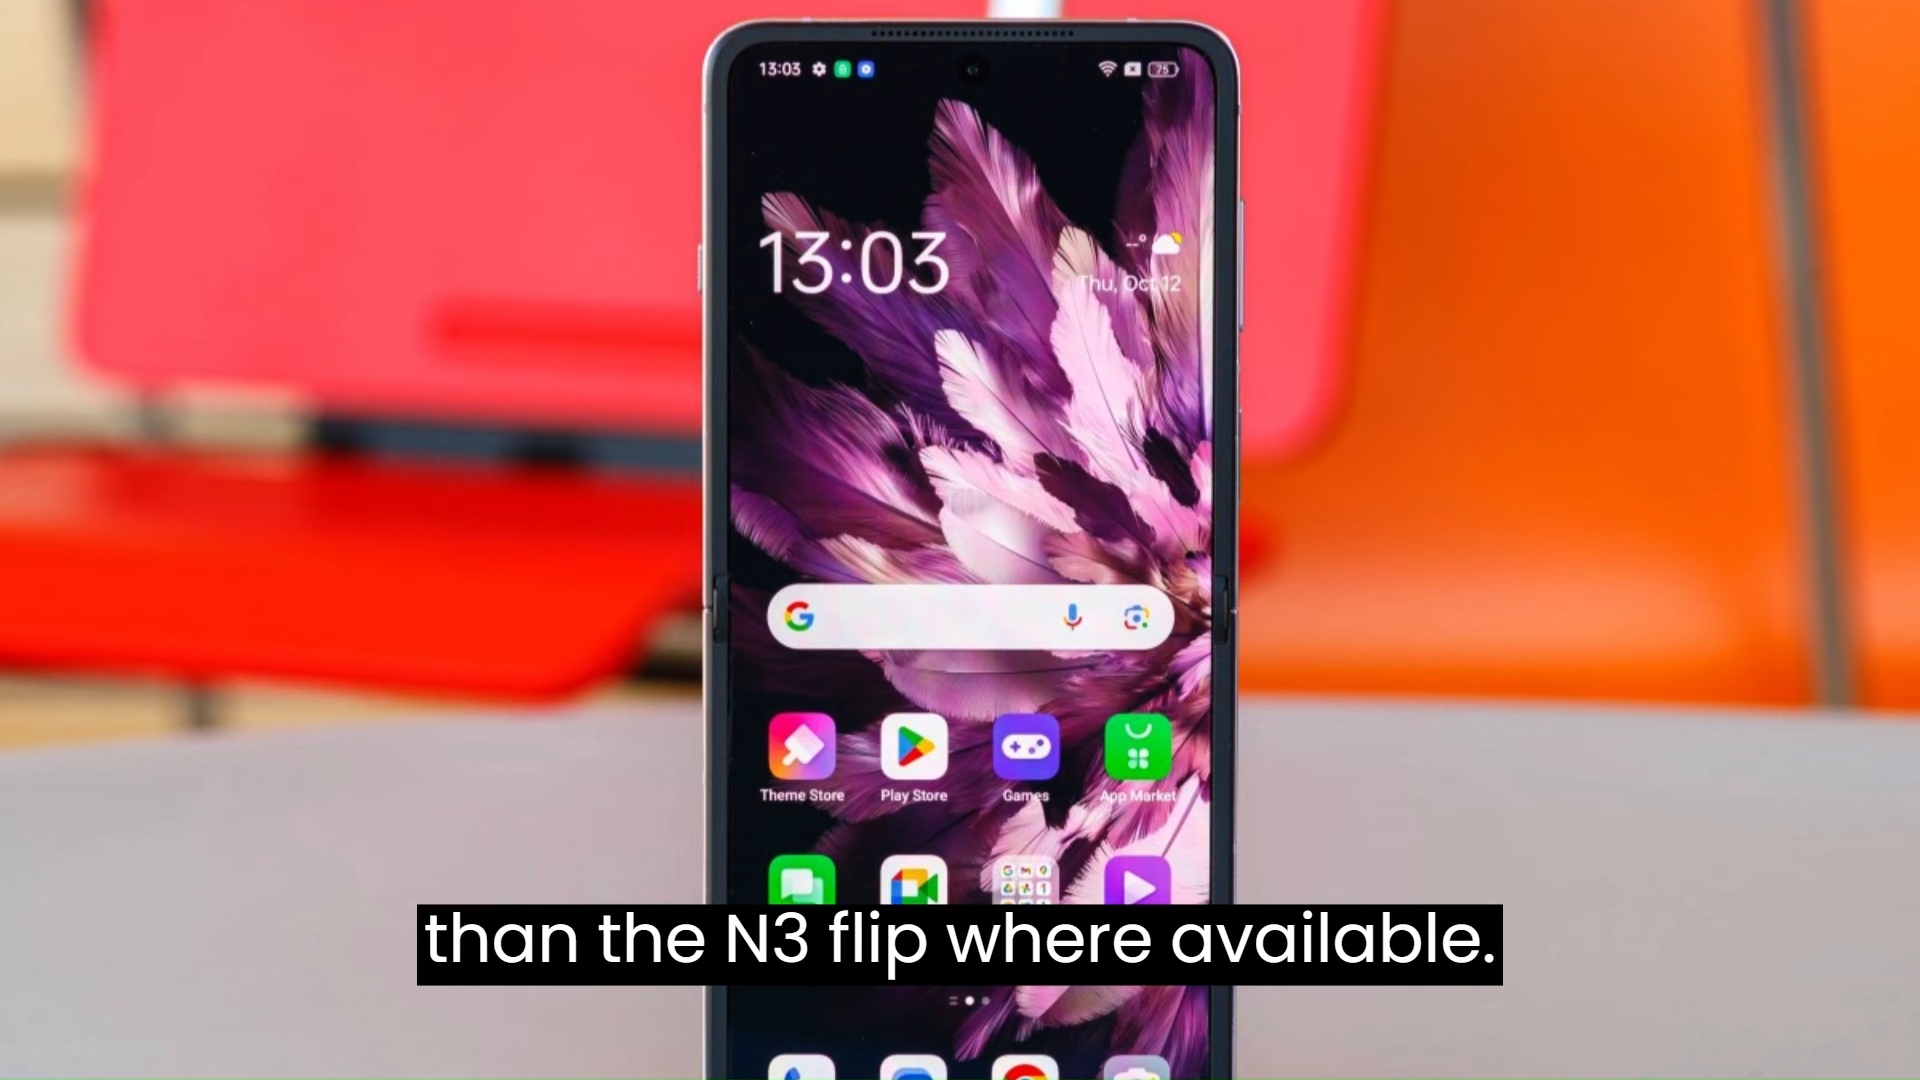 13:03
75
13:03
--°
Thu, Oct 12
G
Theme Store
Play Store
Games
App Market
than the N3 flip where available.